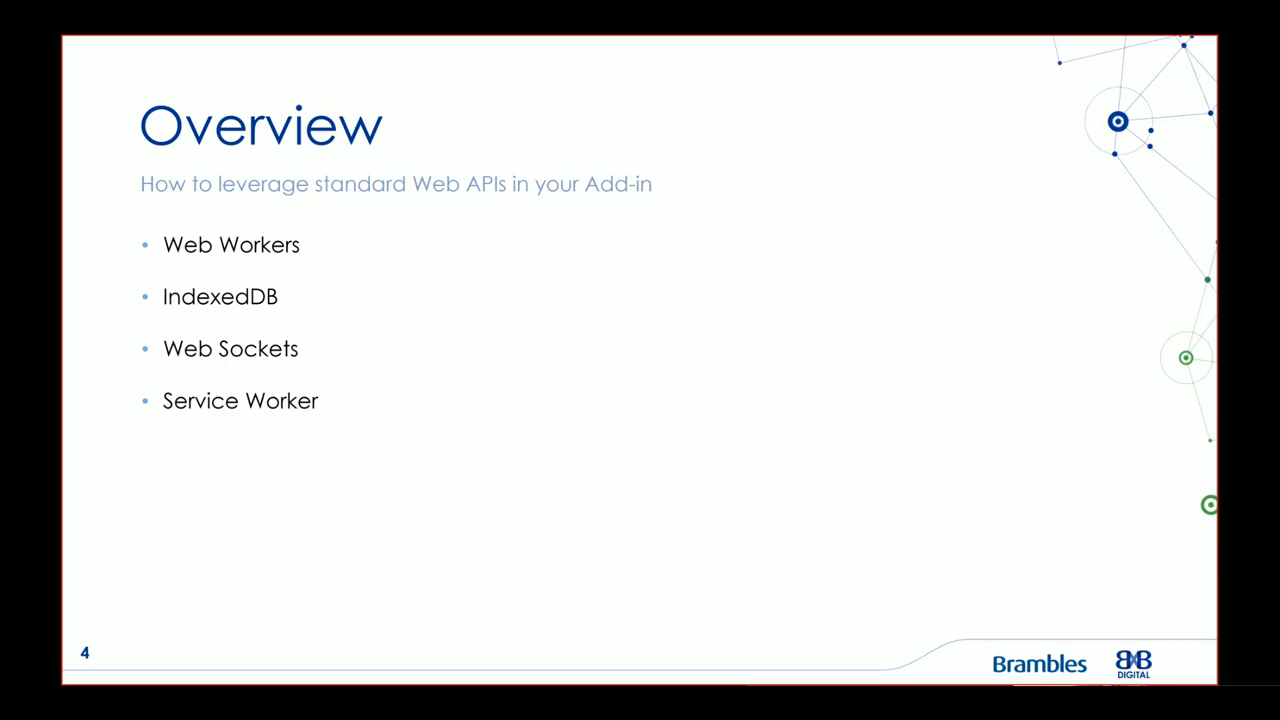 Overview
How to leverage standard Web APIs in your Add-in
• Web Workers
• IndexedDB
• Web Sockets
• Service Worker
4
Brambles
BXB
DIGITAL